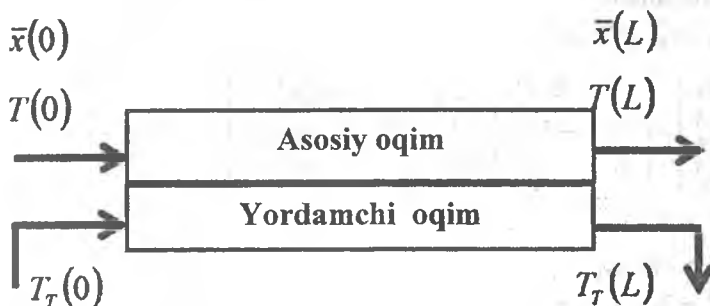 x̄(0) x̄(L)
T(0) T(L)
Asosiy oqim
Yordamchi oqim
T_T(0) T_T(L)